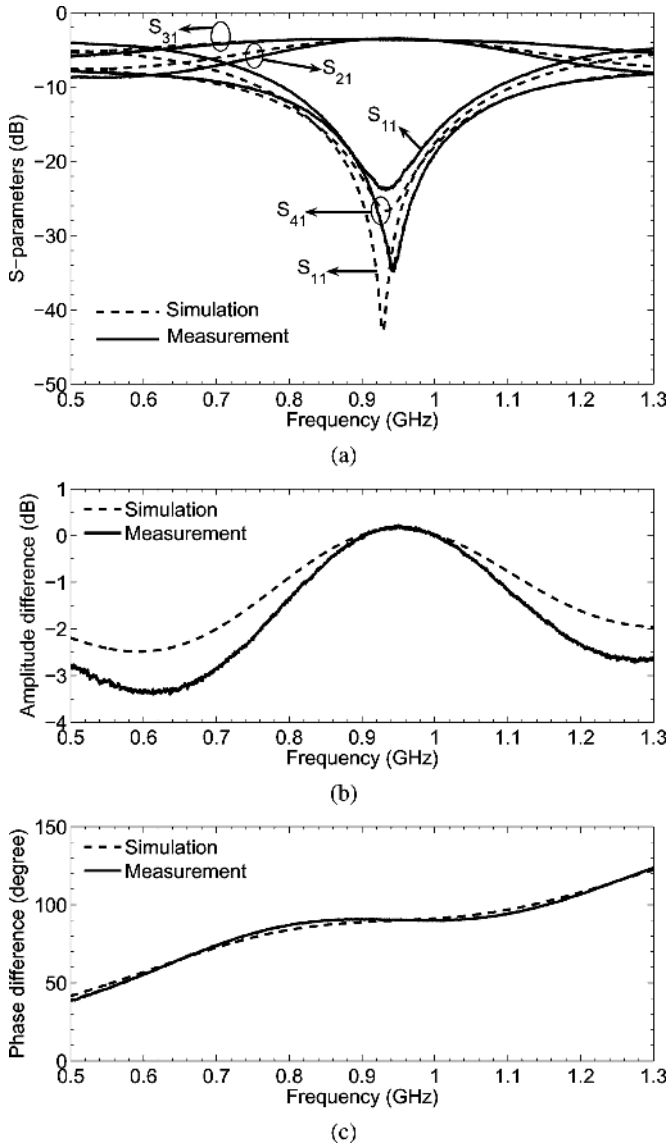 S31
S21
S11
S41
S11
Simulation
Measurement
S−parameters (dB)
0
−10
−20
−30
−40
−50
0.5 0.6 0.7 0.8 0.9 1 1.1 1.2 1.3
Frequency (GHz)
(a)
Simulation
Measurement
Amplitude difference (dB)
1
0
−1
−2
−3
−4
0.5 0.6 0.7 0.8 0.9 1 1.1 1.2 1.3
Frequency (GHz)
(b)
Simulation
Measurement
Phase difference (degree)
150
100
50
0
0.5 0.6 0.7 0.8 0.9 1 1.1 1.2 1.3
Frequency (GHz)
(c)